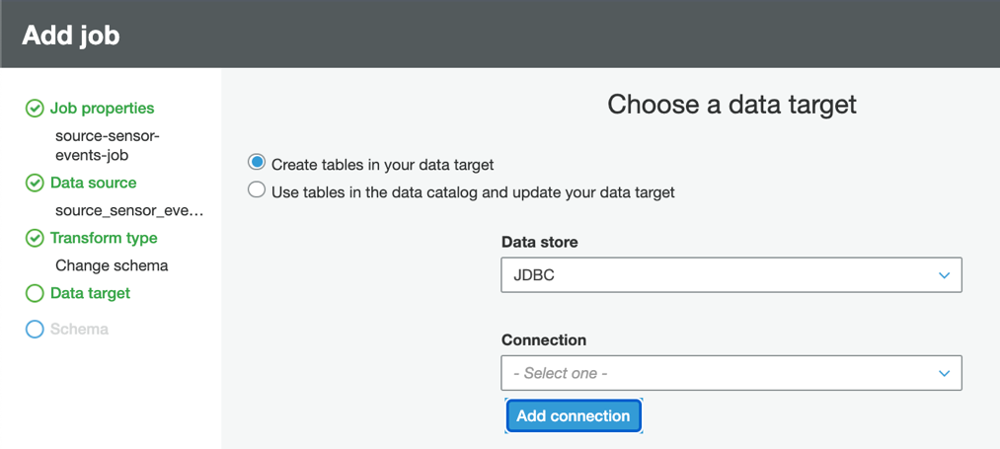 Add job
Job properties
source-sensor-
events-job
Data source
source_sensor_eve...
Transform type
Change schema
Data target
Schema
Choose a data target
Create tables in your data target
Use tables in the data catalog and update your data target
Data store
JDBC
Connection
- Select one -
Add connection